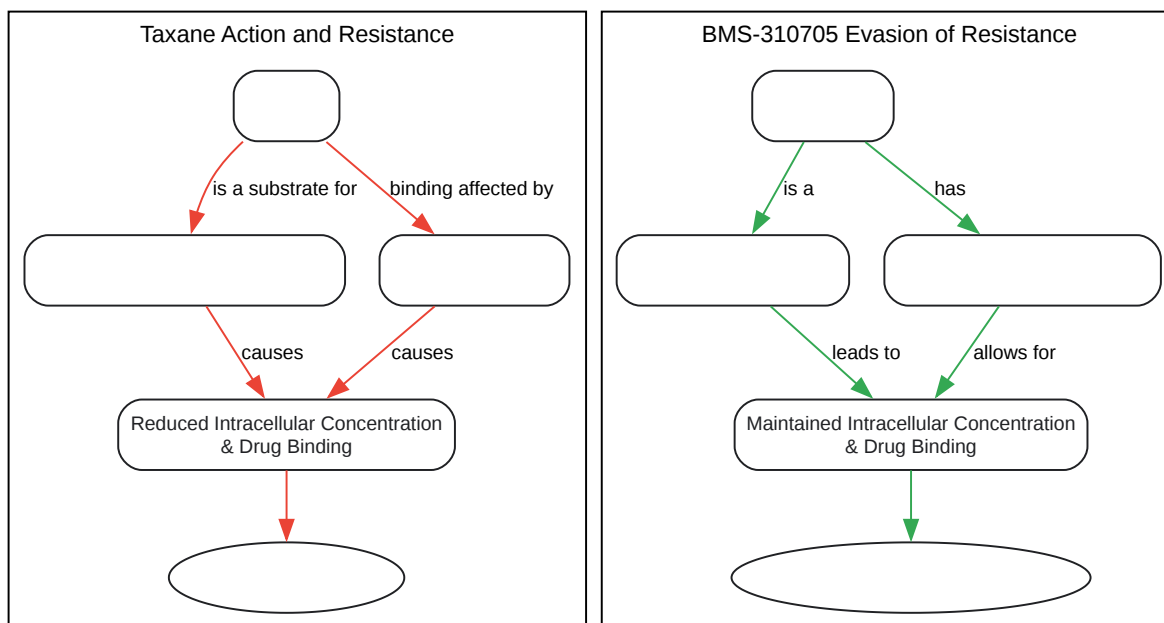 Taxane Action and Resistance
is a substrate for
binding affected by
causes
causes
Reduced Intracellular Concentration
& Drug Binding
BMS-310705 Evasion of Resistance
is a
has
leads to
allows for
Maintained Intracellular Concentration
& Drug Binding